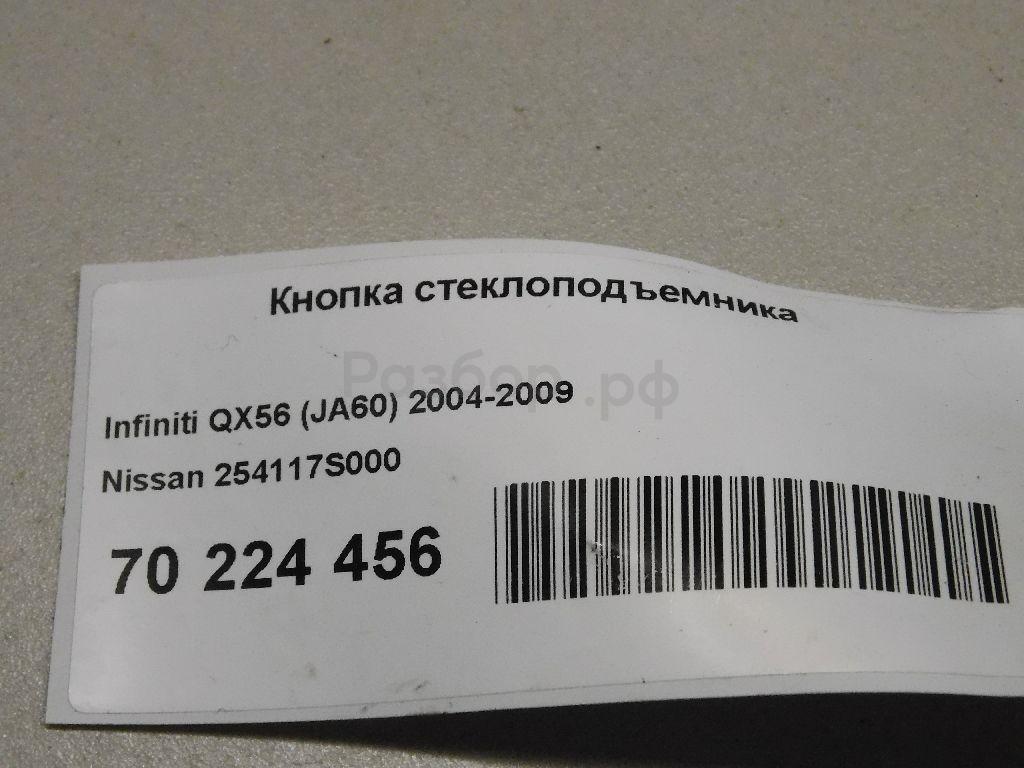 Кнопка стеклоподъемника
Разбор.рф
Infiniti QX56 (JA60) 2004-2009
Nissan 254117S000
70 224 456